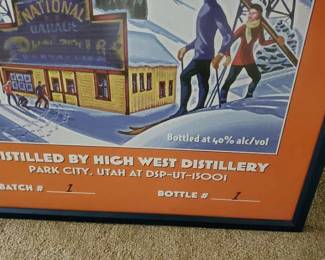 NATIONAL
GARAGE
Bottled at 40% alc/vol
DISTILLED BY HIGH WEST DISTILLERY
PARK CITY, UTAH AT DSP-UT-15001
BATCH # 1
BOTTLE # 1